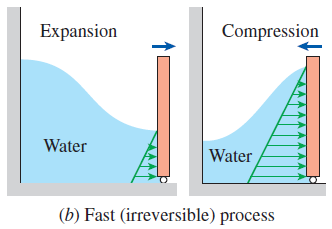 Expansion
Compression
Water
Water
(b) Fast (irreversible) process